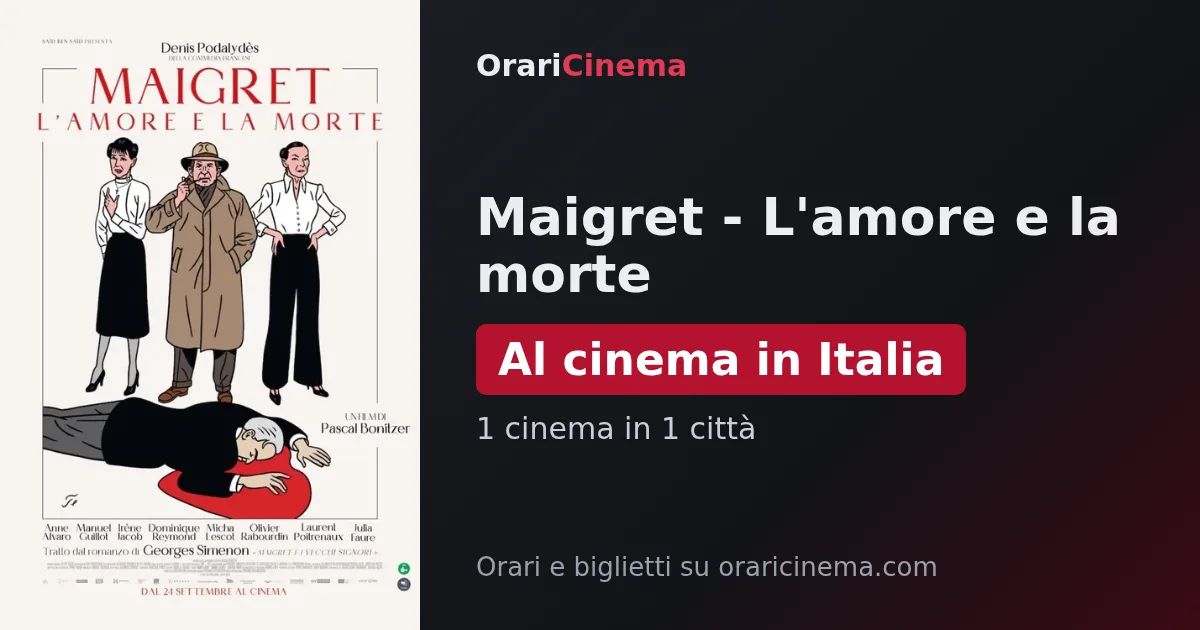 SAÏD BEN SAÏD PRESENTA
Denis Podalydès
DELLA COMMEDIA FRANCESE
MAIGRET
L'AMORE E LA MORTE
UN FILM DI
Pascal Bonitzer
Anne Alvaro Manuel Guillot Irène Jacob Dominique Reymond Micha Lescot Olivier Rabourdin Laurent Poitrenaux Julia Faure
Tratto dal romanzo di Georges Simenon « MAIGRET E I VECCHI SIGNORI »
DAL 24 SETTEMBRE AL CINEMA
OrariCinema
Maigret - L'amore e la
morte
Al cinema in Italia
1 cinema in 1 città
Orari e biglietti su oraricinema.com